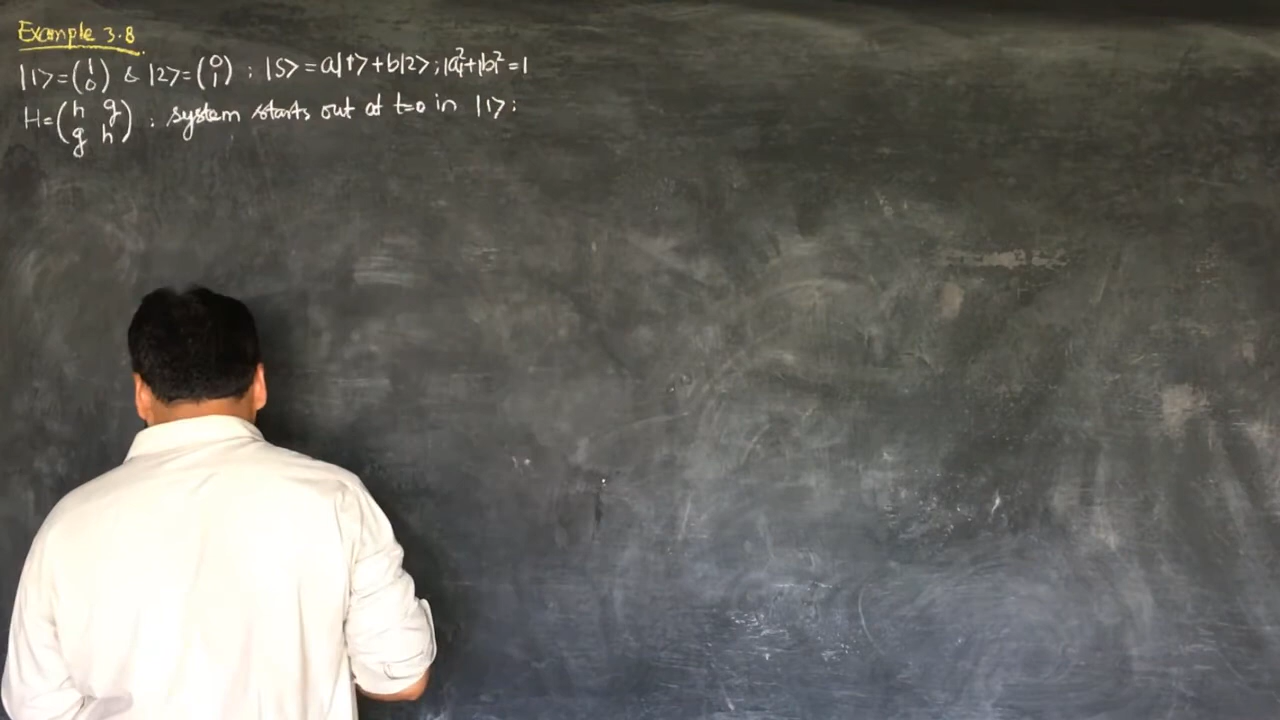 Example 3.8
|1>=(1 0) & |2>=(0 1) ; |S>=a|1>+b|2>; |a|²+|b|²=1
H=(h g g h) ; system starts out at t=0 in |1>;